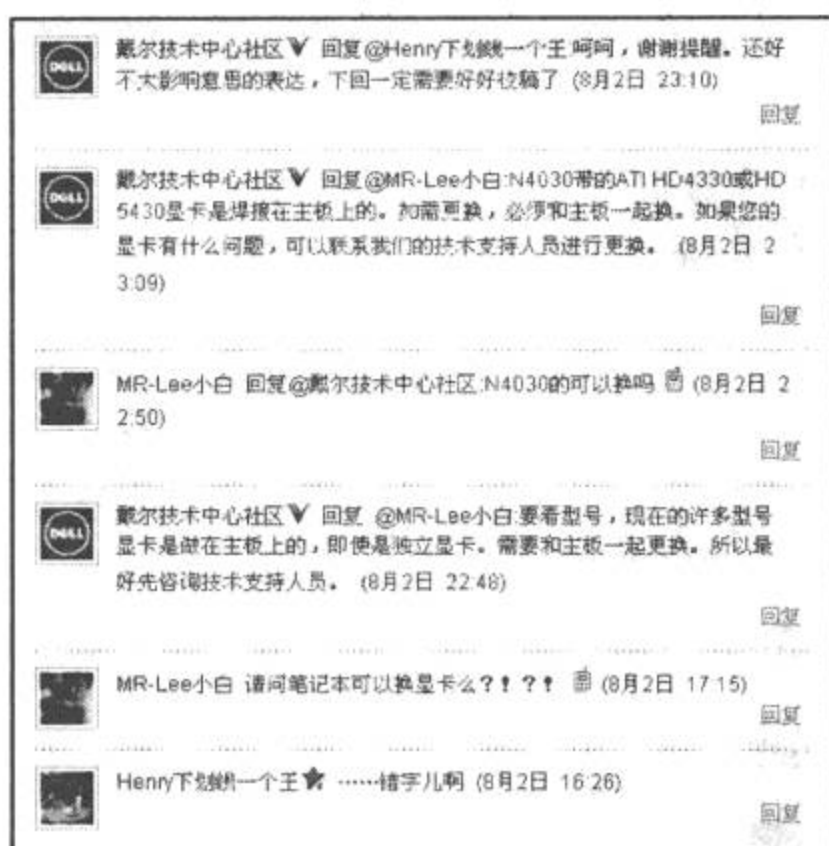 戴尔技术中心社区V 回复@Henry下划线一个王:呵呵，谢谢提醒。还好
不大影响意思的表达，下回一定需要好好校稿了 (8月2日 23:10)
回复
戴尔技术中心社区V 回复@MR-Lee小白:N4030带的ATI HD4330或HD
5430显卡是焊接在主板上的。如需更换，必须和主板一起换。如果您的
显卡有什么问题，可以联系我们的技术支持人员进行更换。 (8月2日 2
3:09)
回复
MR-Lee小白 回复@戴尔技术中心社区:N4030的可以换吗 (8月2日 2
2:50)
回复
戴尔技术中心社区V 回复 @MR-Lee小白:要看型号，现在的许多型号
显卡是做在主板上的，即使是独立显卡。需要和主板一起更换。所以最
好先咨询技术支持人员。 (8月2日 22:48)
回复
MR-Lee小白 请问笔记本可以换显卡么？！？！ (8月2日 17:15)
回复
Henry下划线一个王 ……错字儿啊 (8月2日 16:26)
回复
DELL
DELL
DELL